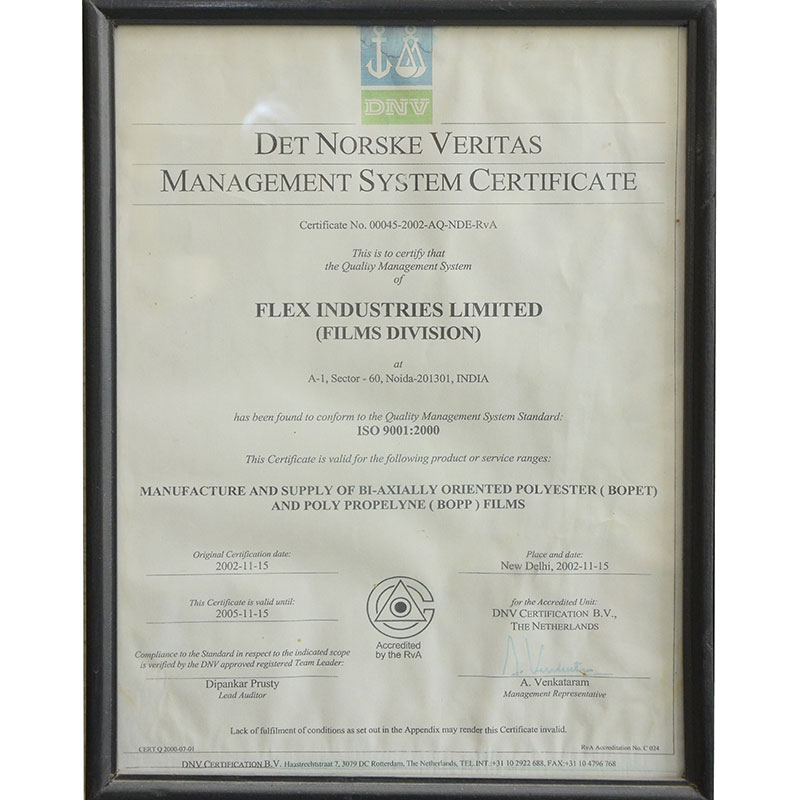 DNV
DET NORSKE VERITAS
MANAGEMENT SYSTEM CERTIFICATE
Certificate No. 00045-2002-AQ-NDE-RvA
This is to certify that
the Quality Management System
of
FLEX INDUSTRIES LIMITED
(FILMS DIVISION)
at
A-1, Sector - 60, Noida-201301, INDIA
has been found to conform to the Quality Management System Standard:
ISO 9001:2000
This Certificate is valid for the following product or service ranges:
MANUFACTURE AND SUPPLY OF BI-AXIALLY ORIENTED POLYESTER ( BOPET)
AND POLY PROPELYNE ( BOPP ) FILMS
Original Certification date:
2002-11-15
This Certificate is valid until:
2005-11-15
Compliance to the Standard in respect to the indicated scope
is verified by the DNV approved registered Team Leader:
Dipankar Prusty
Lead Auditor
Accredited
by the RvA
Place and date:
New Delhi, 2002-11-15
for the Accredited Unit:
DNV CERTIFICATION B.V.,
THE NETHERLANDS
A. Venkataram
Management Representative
Lack of fulfilment of conditions as set out in the Appendix may render this Certificate invalid.
CERT Q 2000-07-01
RvA Accreditation No. C 024
DNV CERTIFICATION B.V. Haastrechtstraat 7, 3079 DC Rotterdam, The Netherlands, TEL INT:+31 10 2922 688, FAX:+31 10 4796 768